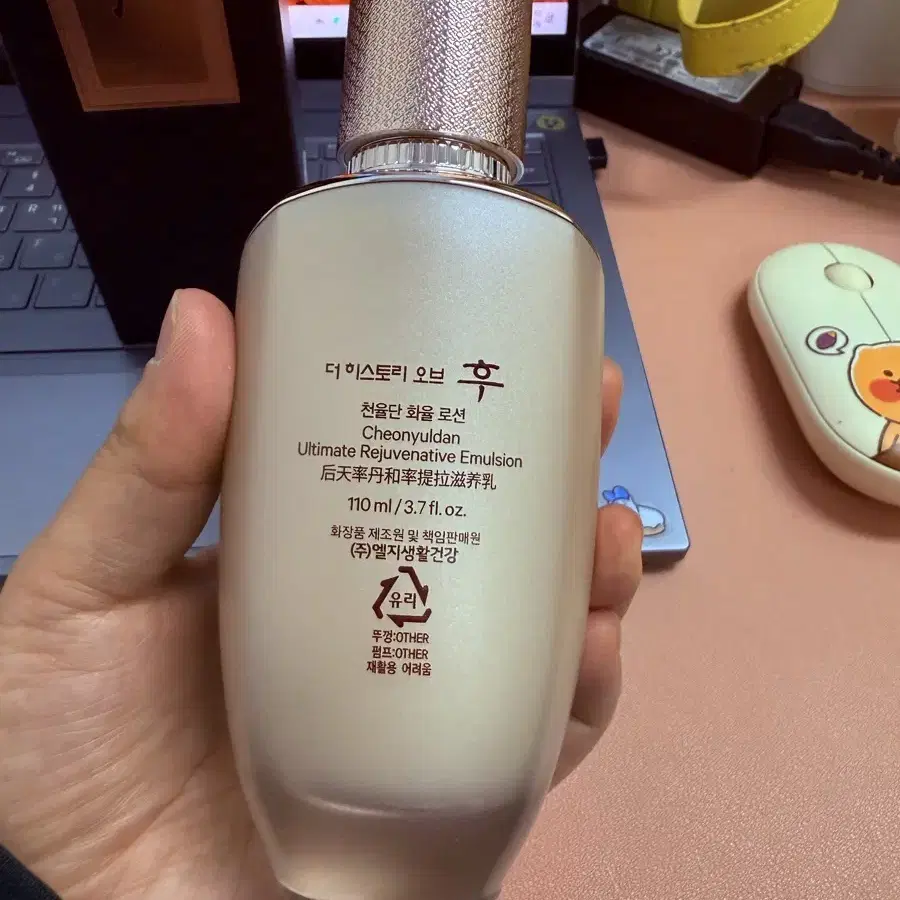 더 히스토리 오브 후
천율단 화율 로션
Cheonyuldan
Ultimate Rejuvenative Emulsion
后天率丹和率提拉滋养乳
110 ml / 3.7 fl. oz.
화장품 제조원 및 책임판매원
(주)엘지생활건강
유리
뚜껑:OTHER
펌프:OTHER
재활용 어려움